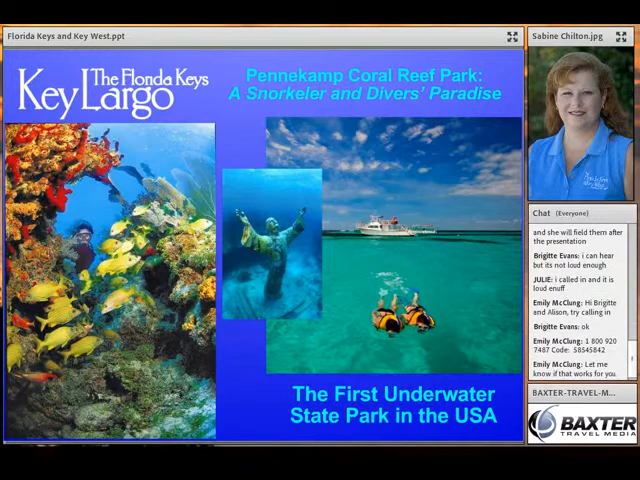 Florida Keys and Key West.ppt
The Florida Keys
Key Largo
Pennekamp Coral Reef Park:
A Snorkeler and Divers' Paradise
The First Underwater
State Park in the USA
Sabine Chilton.jpg
Chat (Everyone)
and she will field them after
the presentation
Brigitte Evans: i can hear
but its not loud enough
JULIE: i called in and it is
loud enuff
Emily McClung: Hi Brigitte
and Alison, try calling in
Brigitte Evans: ok
Emily McClung: 1 800 920
7487 Code: 58545842
Emily McClung: Let me
know if that works for you.
BAXTER-TRAVEL-M...
BAXTER
TRAVEL MEDIA